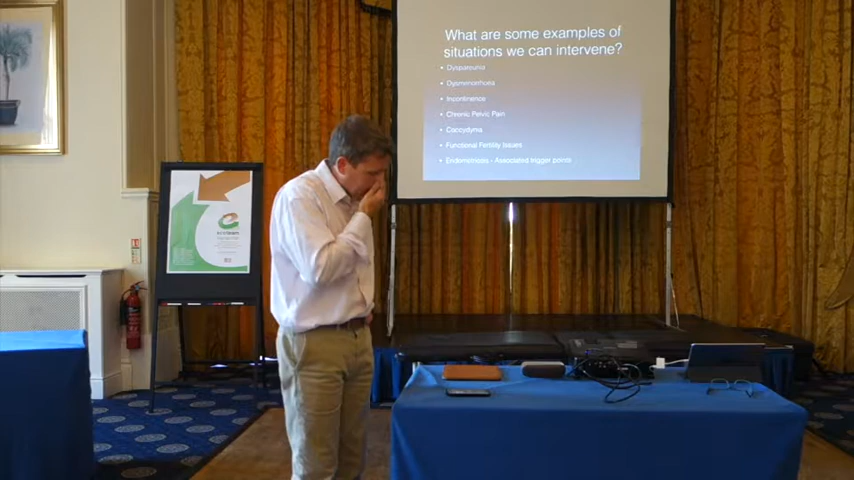 What are some examples of
situations we can intervene?
• Dyspareunia
• Dysmenorrhoea
• Incontinence
• Chronic Pelvic Pain
• Coccydynia
• Functional Fertility Issues
• Endometriosis - Associated trigger points